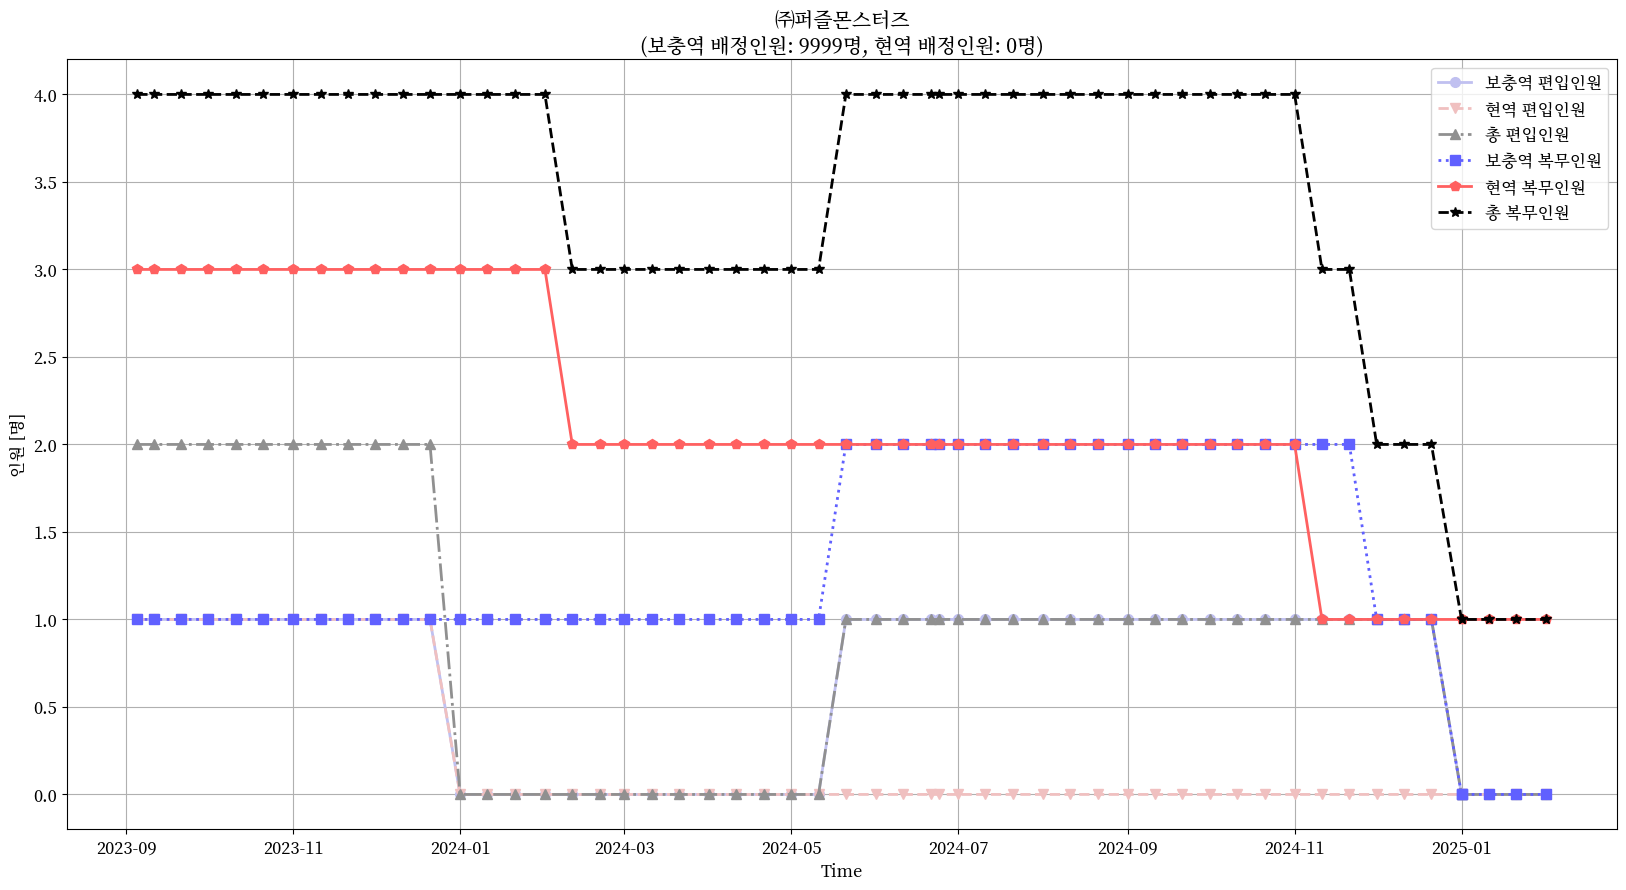 ㈜퍼즐몬스터즈
(보충역 배정인원: 9999명, 현역 배정인원: 0명)
보충역 편입인원
현역 편입인원
총 편입인원
보충역 복무인원
현역 복무인원
총 복무인원
인원 [명]
4.0
3.5
3.0
2.5
2.0
1.5
1.0
0.5
0.0
2023-09 2023-11 2024-01 2024-03 2024-05 2024-07 2024-09 2024-11 2025-01
Time